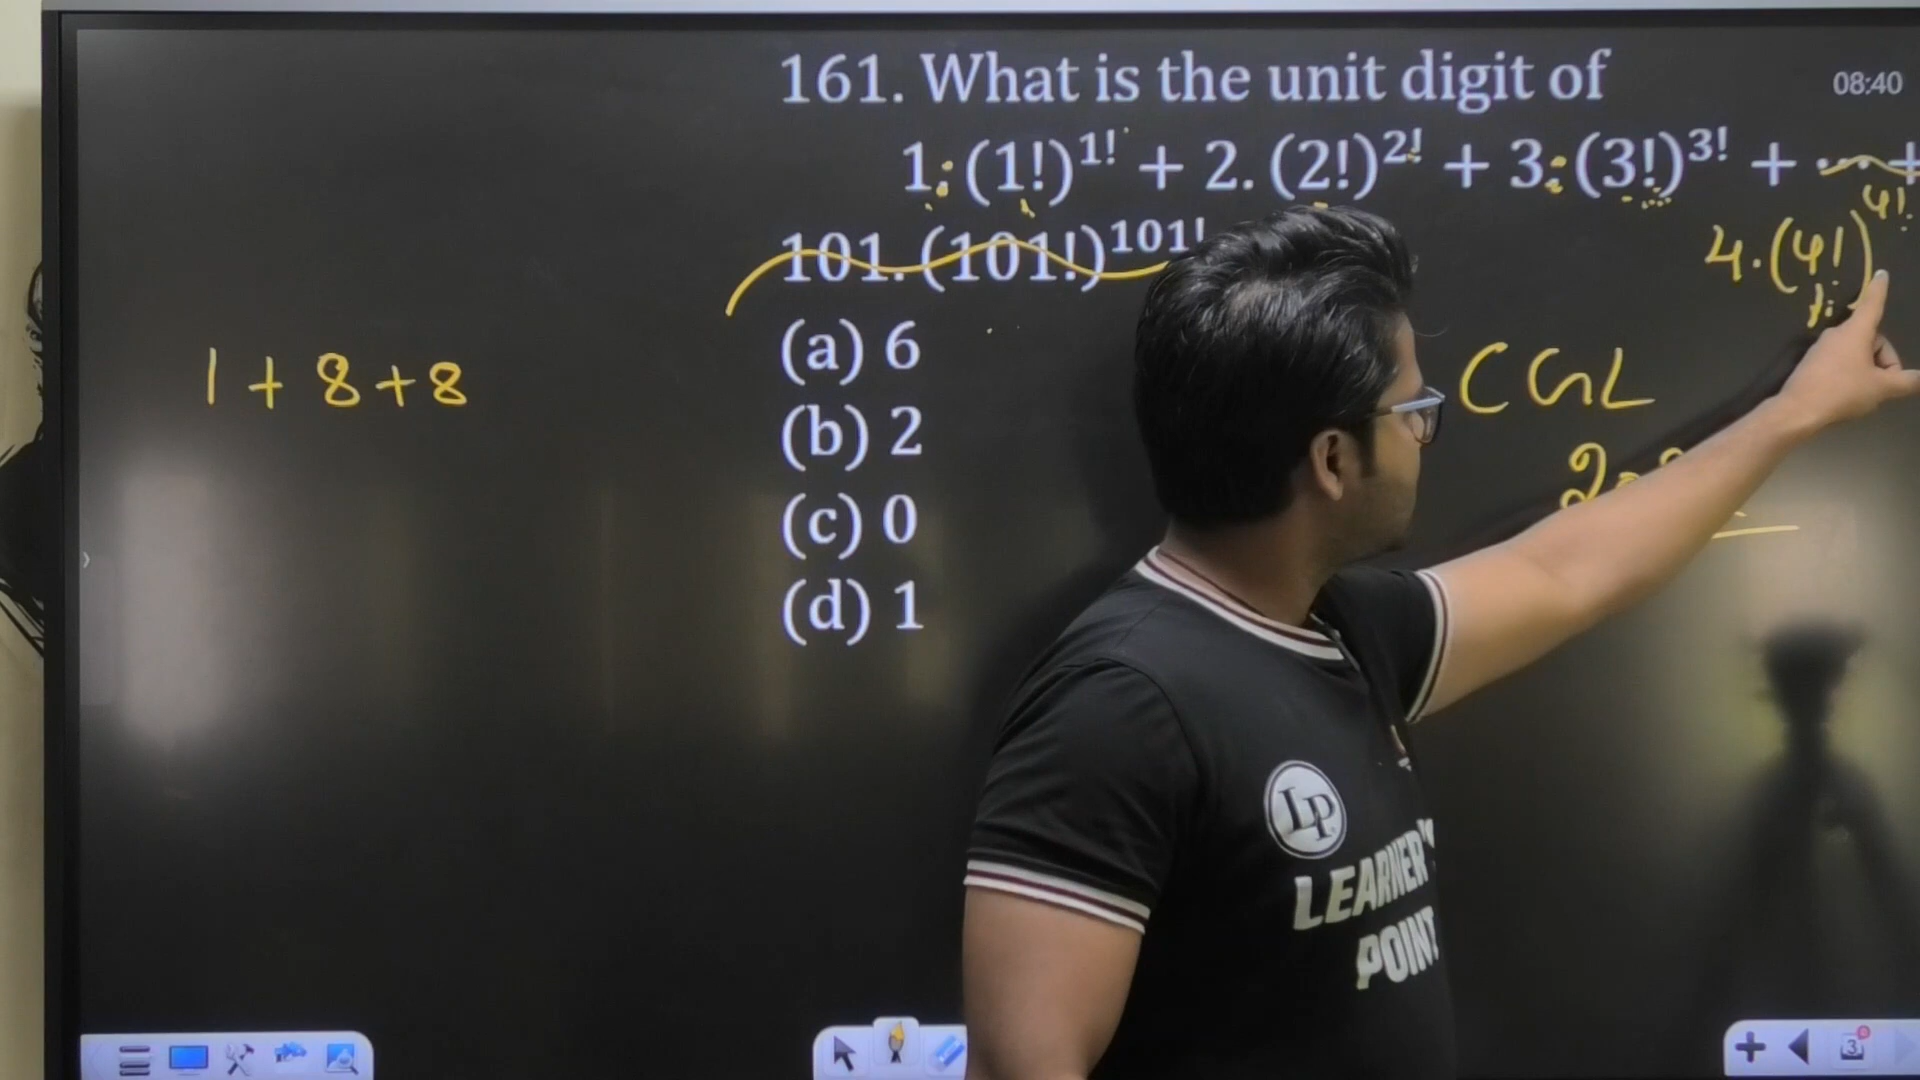 161. What is the unit digit of
08:40
1. (1!)^1! + 2. (2!)^2! + 3. (3!)^3! + ... +
101. (101!)^101!
4. (4!)^4!
(a) 6
1 + 8 + 8
CGL
(b) 2
(c) 0
(d) 1
LP
LEARNER'S
POINT
3